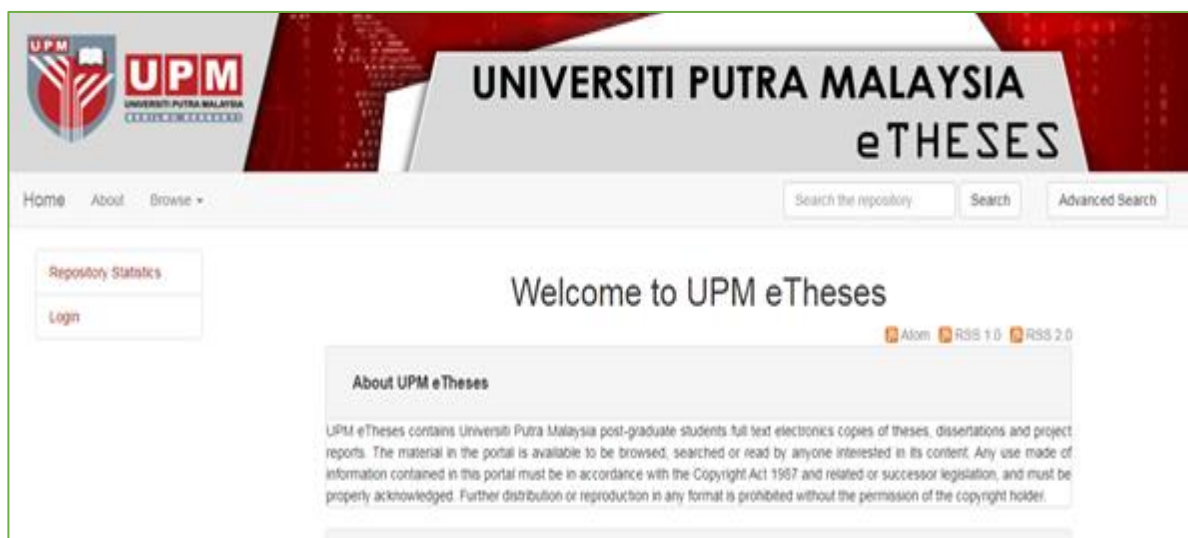 UPM
UPM
UNIVERSITI PUTRA MALAYSIA
BERILMU BERBAKTI
UNIVERSITI PUTRA MALAYSIA
eTHESES
Home About Browse Search the repository Search Advanced Search
Repository Statistics
Login
Welcome to UPM eTheses
Atom RSS 1.0 RSS 2.0
About UPM eTheses
UPM eTheses contains Universiti Putra Malaysia post-graduate students full text electronics copies of theses, dissertations and project
reports. The material in the portal is available to be browsed, searched or read by anyone interested in its content. Any use made of
information contained in this portal must be in accordance with the Copyright Act 1987 and related or successor legislation, and must be
properly acknowledged. Further distribution or reproduction in any format is prohibited without the permission of the copyright holder.